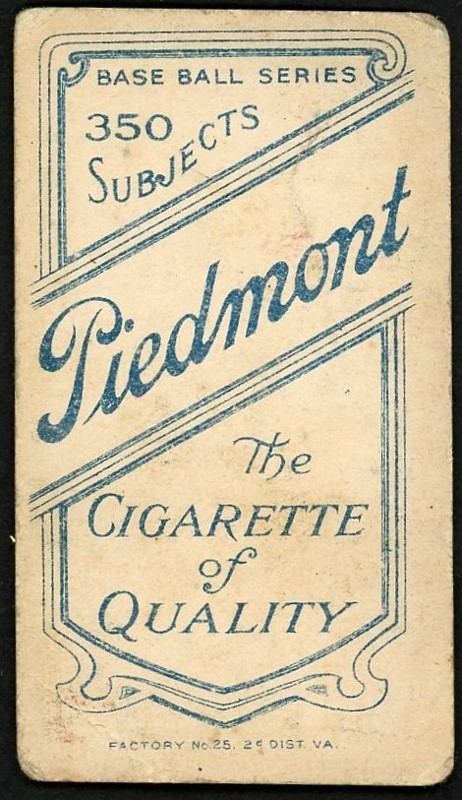 BASE BALL SERIES
350
SUBJECTS
Piedmont
The
CIGARETTE
of
QUALITY
FACTORY No. 25, 2d DIST. VA.